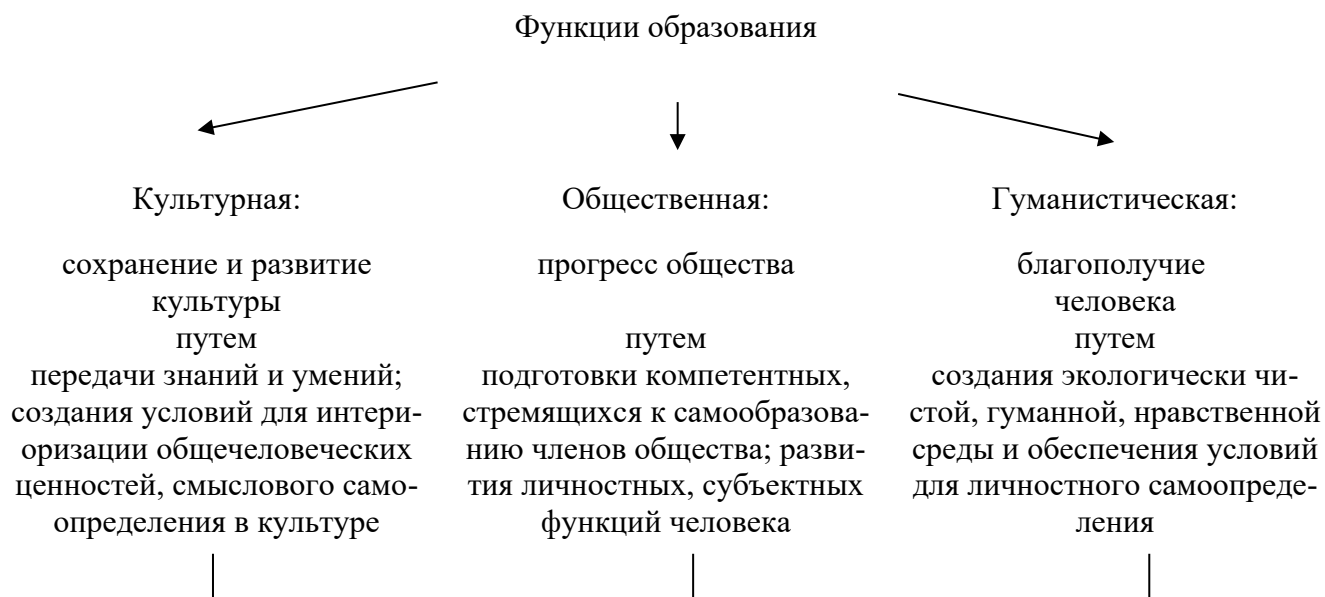 Функции образования
Культурная:
сохранение и развитие
культуры
путем
передачи знаний и умений;
создания условий для интери-
оризации общечеловеческих
ценностей, смыслового само-
определения в культуре
Общественная:
прогресс общества
путем
подготовки компетентных,
стремящихся к самообразова-
нию членов общества; разви-
тия личностных, субъектных
функций человека
Гуманистическая:
благополучие
человека
путем
создания экологически чи-
стой, гуманной, нравственной
среды и обеспечения условий
для личностного самоопреде-
ления